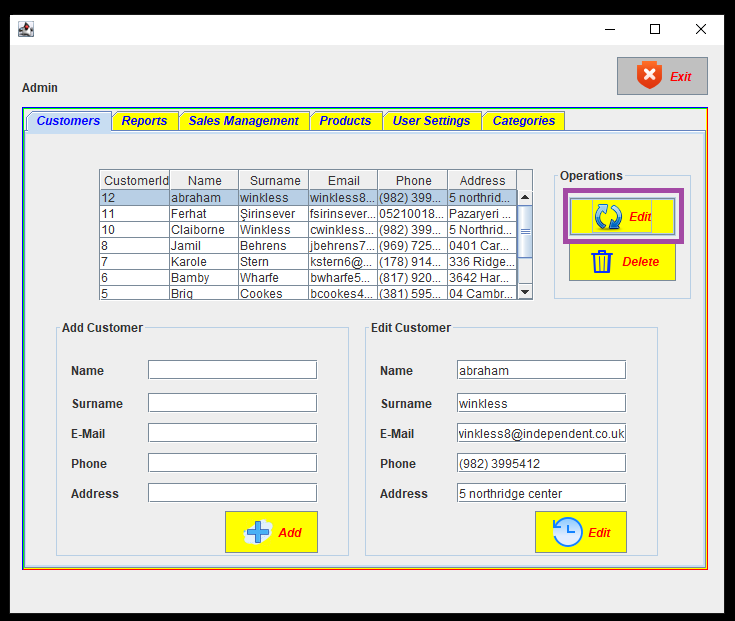 Exit
Admin
Customers Reports Sales Management Products User Settings Categories
CustomerId Name Surname Email Phone Address
12 abraham winkless winkless8... (982) 399... 5 northrid...
11 Ferhat Şirinsever fsirinsever... 05210018... Pazaryeri ...
10 Claiborne Winkless cwinkless... (982) 399... 5 Northrid...
8 Jamil Behrens jbehrens7... (969) 725... 0401 Car...
7 Karole Stern kstern6@... (178) 914... 336 Ridge...
6 Bamby Wharfe bwharfe5... (817) 920... 3642 Har...
5 Brig Cookes bcookes4... (381) 595... 04 Cambr...
Operations
Edit
Delete
Add Customer
Name
Surname
E-Mail
Phone
Address
Add
Edit Customer
Name abraham
Surname winkless
E-Mail vinkless8@independent.co.uk
Phone (982) 3995412
Address 5 northridge center
Edit